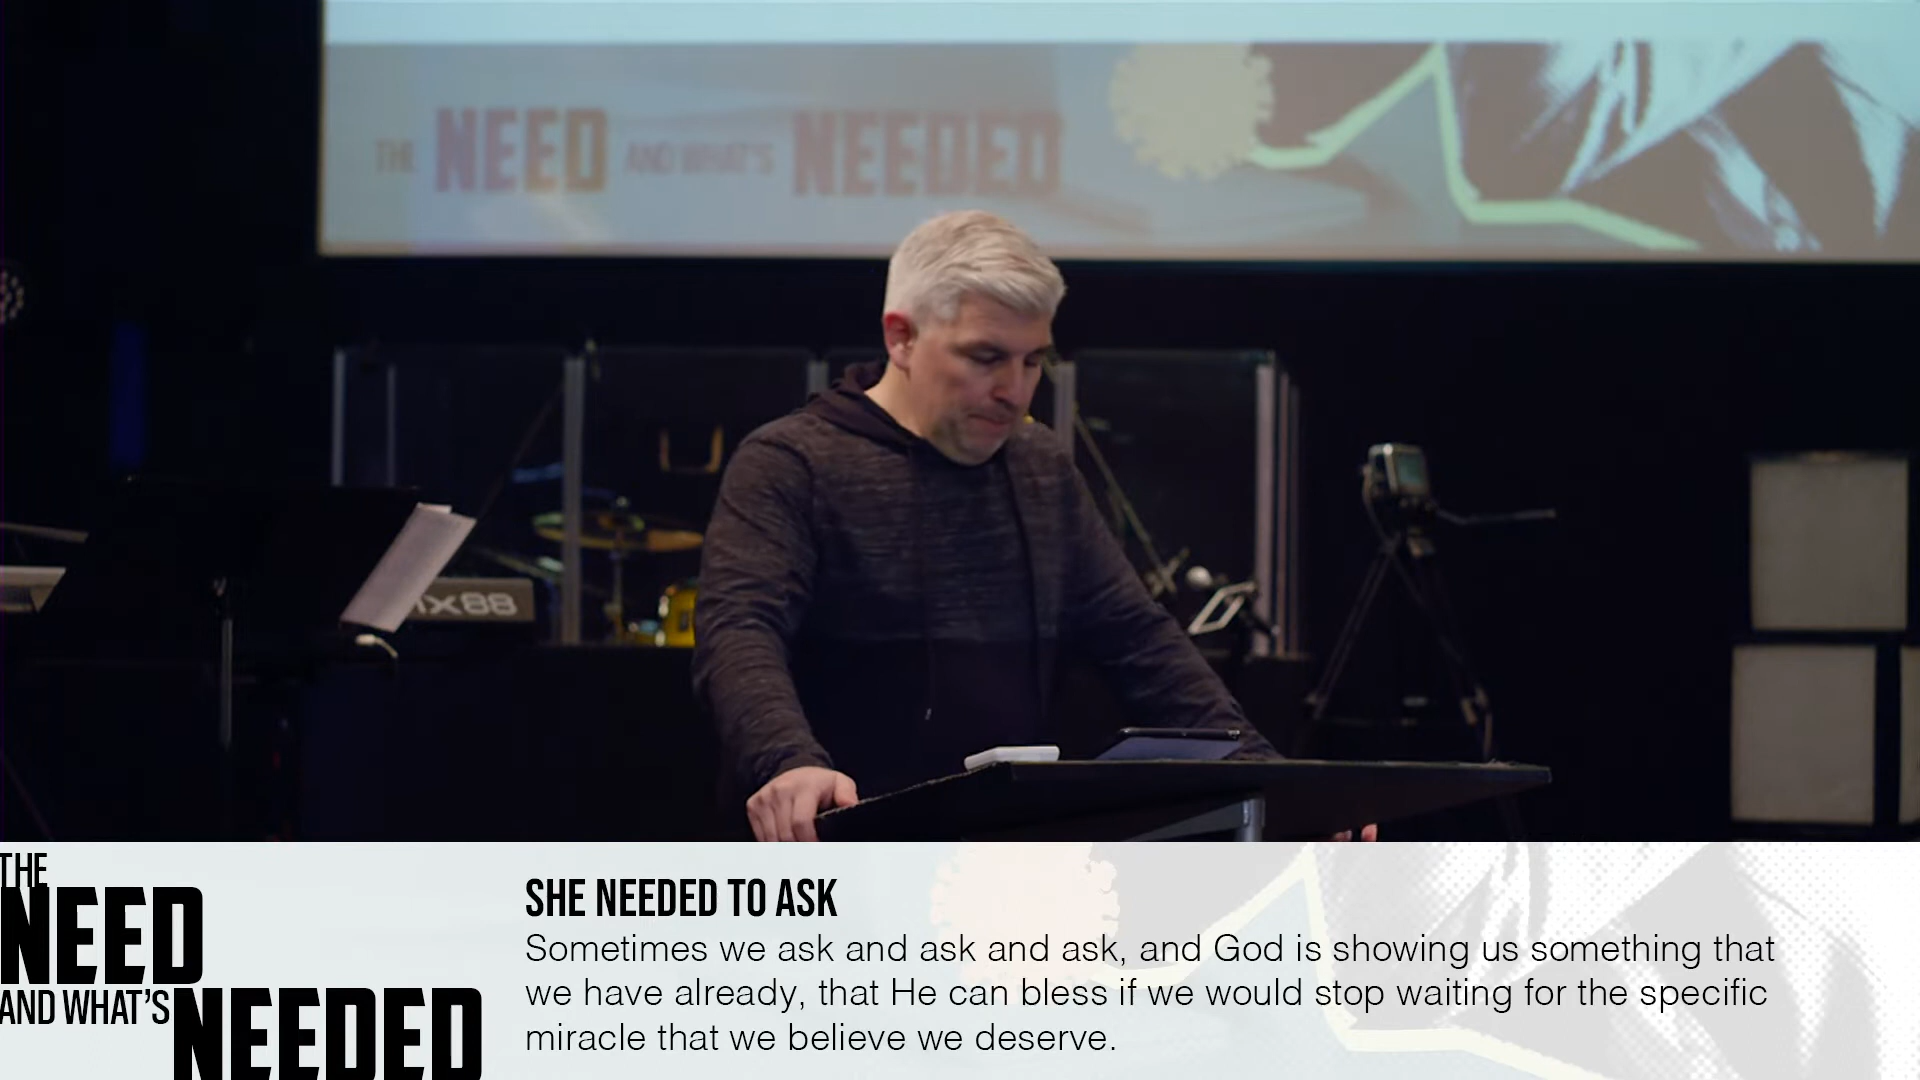 THE NEED AND WHAT'S NEEDED
MX88
THE
NEED
AND WHAT'S
NEEDED
SHE NEEDED TO ASK
Sometimes we ask and ask and ask, and God is showing us something that
we have already, that He can bless if we would stop waiting for the specific
miracle that we believe we deserve.